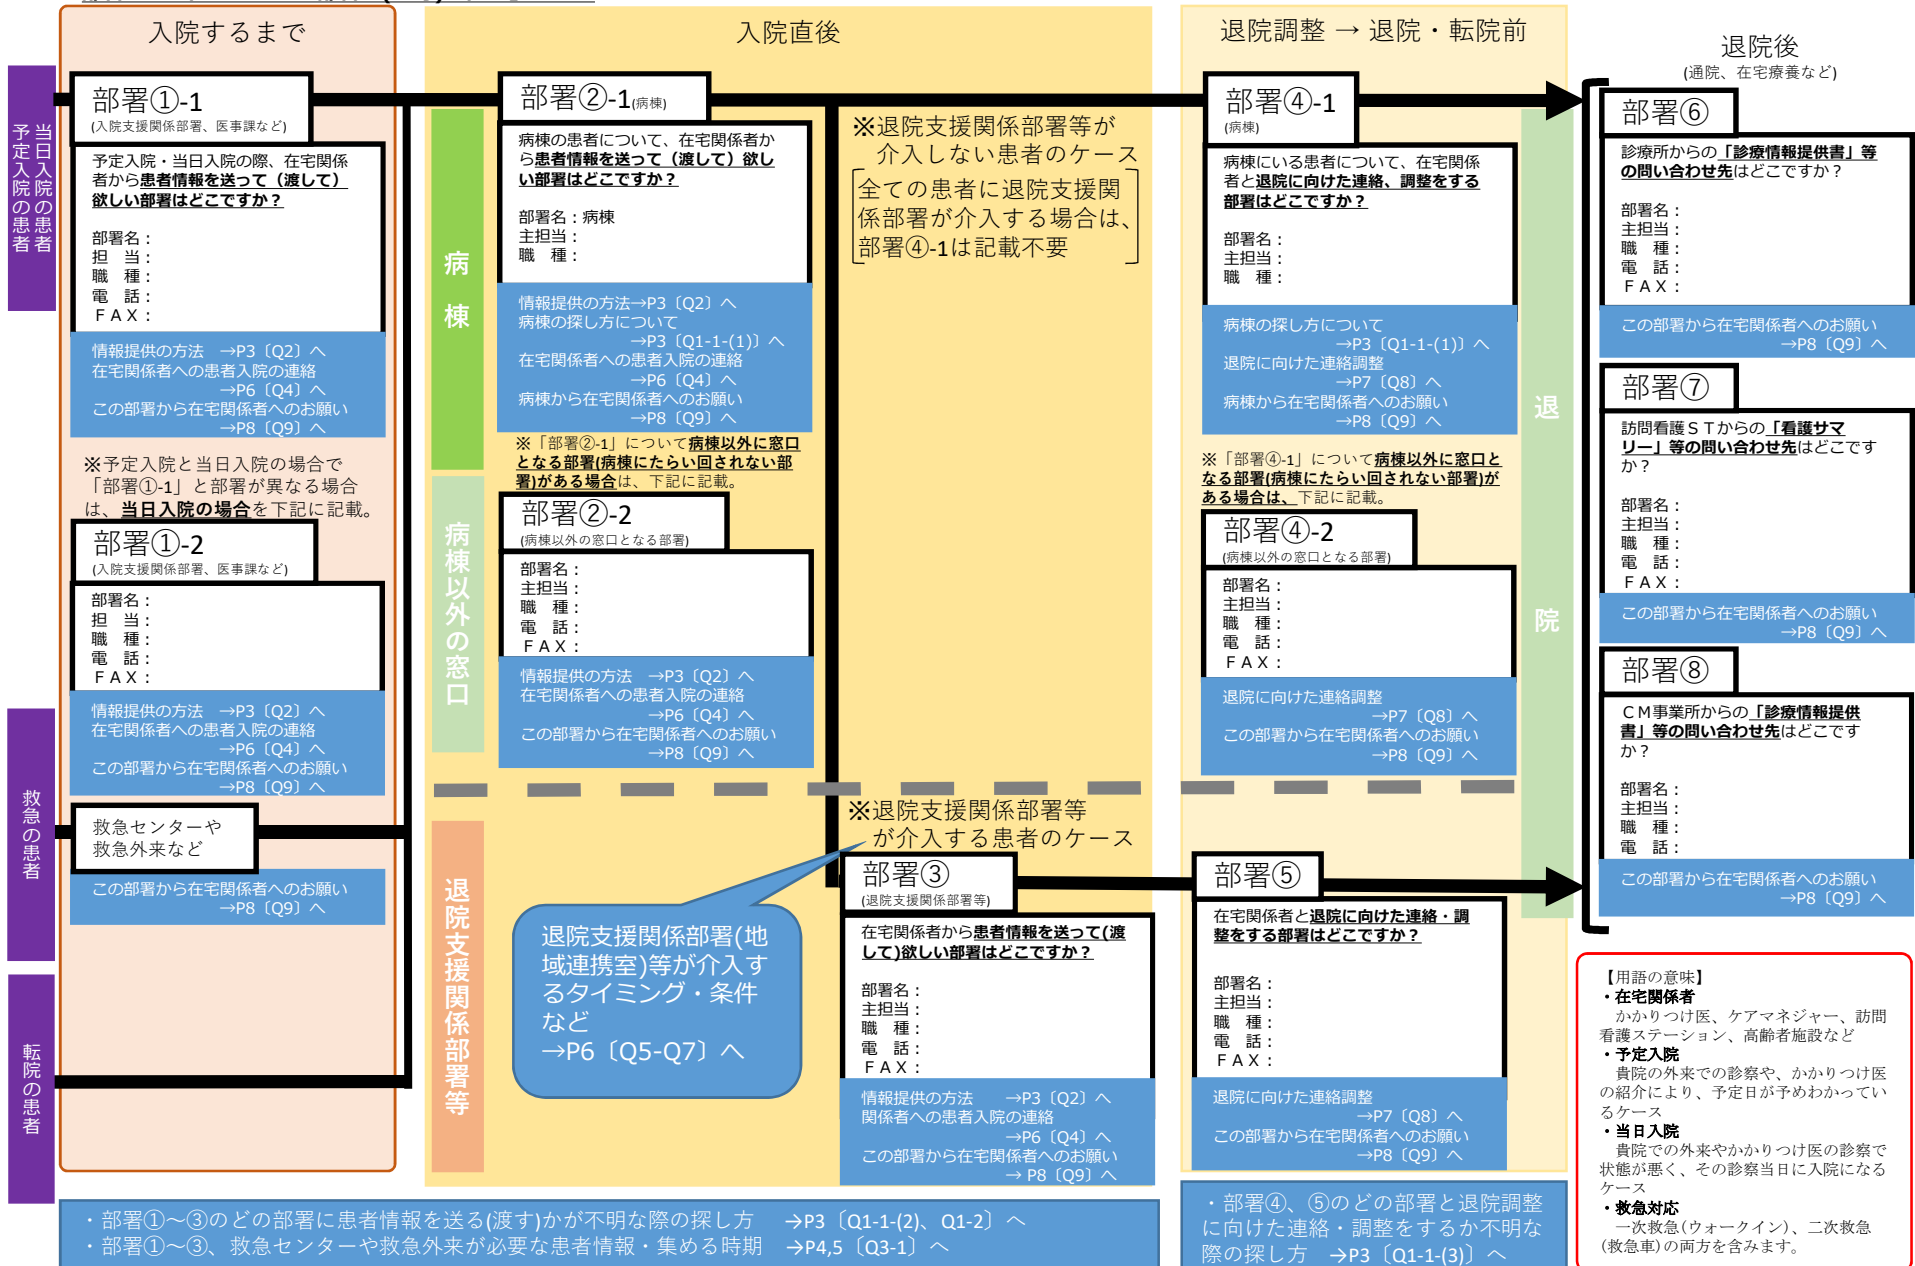 入院するまで
入院直後
退院調整 → 退院・転院前
退院後
(通院、在宅療養など)
予定入院の患者
当日入院の患者
救急の患者
転院の患者
部署①-1
(入院支援関係部署、医事課など)
予定入院・当日入院の際、在宅関係
者から患者情報を送って（渡して）
欲しい部署はどこですか？
部署名：
担　当：
職　種：
電　話：
ＦＡＸ：
情報提供の方法　→P3〔Q2〕へ
在宅関係者への患者入院の連絡
→P6〔Q4〕へ
この部署から在宅関係者へのお願い
→P8〔Q9〕へ
※予定入院と当日入院の場合で
「部署①-1」と部署が異なる場合
は、当日入院の場合を下記に記載。
部署①-2
(入院支援関係部署、医事課など)
部署名：
担　当：
職　種：
電　話：
ＦＡＸ：
情報提供の方法　→P3〔Q2〕へ
在宅関係者への患者入院の連絡
→P6〔Q4〕へ
この部署から在宅関係者へのお願い
→P8〔Q9〕へ
救急センターや
救急外来など
この部署から在宅関係者へのお願い
→P8〔Q9〕へ
病棟
病棟以外の窓口
退院支援関係部署等
部署②-1(病棟)
病棟の患者について、在宅関係者か
ら患者情報を送って（渡して）欲し
い部署はどこですか？
部署名：病棟
主担当：
職　種：
情報提供の方法→P3〔Q2〕へ
病棟の探し方について
→P3〔Q1-1-(1)〕へ
在宅関係者への患者入院の連絡
→P6〔Q4〕へ
病棟から在宅関係者へのお願い
→P8〔Q9〕へ
※「部署②-1」について病棟以外に窓口
となる部署(病棟にたらい回されない部
署)がある場合は、下記に記載。
部署②-2
(病棟以外の窓口となる部署)
部署名：
主担当：
職　種：
電　話：
ＦＡＸ：
情報提供の方法　→P3〔Q2〕へ
在宅関係者への患者入院の連絡
→P6〔Q4〕へ
この部署から在宅関係者へのお願い
→P8〔Q9〕へ
※退院支援関係部署等が
介入しない患者のケース
全ての患者に退院支援関
係部署が介入する場合は、
部署④-1は記載不要
※退院支援関係部署等
が介入する患者のケース
退院支援関係部署(地
域連携室)等が介入す
るタイミング・条件
など
→P6〔Q5-Q7〕へ
部署③
(退院支援関係部署等)
在宅関係者から患者情報を送って(渡
して)欲しい部署はどこですか？
部署名：
主担当：
職　種：
電　話：
ＦＡＸ：
情報提供の方法　→P3〔Q2〕へ
関係者への患者入院の連絡
→P6〔Q4〕へ
この部署から在宅関係者へのお願い
→ P8〔Q9〕へ
部署④-1
(病棟)
病棟にいる患者について、在宅関係
者と退院に向けた連絡、調整をする
部署はどこですか？
部署名：
主担当：
職　種：
病棟の探し方について
→P3〔Q1-1-(1)〕へ
退院に向けた連絡調整
→P7〔Q8〕へ
病棟から在宅関係者へのお願い
→P8〔Q9〕へ
※「部署④-1」について病棟以外に窓口と
なる部署(病棟にたらい回されない部署)が
ある場合は、下記に記載。
部署④-2
(病棟以外の窓口となる部署)
部署名：
主担当：
職　種：
電　話：
ＦＡＸ：
退院に向けた連絡調整
→P7〔Q8〕へ
この部署から在宅関係者へのお願い
→P8〔Q9〕へ
部署⑤
在宅関係者と退院に向けた連絡・調
整をする部署はどこですか？
部署名：
主担当：
職　種：
電　話：
ＦＡＸ：
退院に向けた連絡調整
→P7〔Q8〕へ
この部署から在宅関係者へのお願い
→P8〔Q9〕へ
退院
部署⑥
診療所からの「診療情報提供書」等
の問い合わせ先はどこですか？
部署名：
主担当：
職　種：
電　話：
ＦＡＸ：
この部署から在宅関係者へのお願い
→P8〔Q9〕へ
部署⑦
訪問看護ＳＴからの「看護サマ
リー」等の問い合わせ先はどこです
か？
部署名：
主担当：
職　種：
電　話：
ＦＡＸ：
この部署から在宅関係者へのお願い
→P8〔Q9〕へ
部署⑧
ＣＭ事業所からの「診療情報提供
書」等の問い合わせ先はどこです
か？
部署名：
主担当：
職　種：
電　話：
この部署から在宅関係者へのお願い
→P8〔Q9〕へ
【用語の意味】
・在宅関係者
かかりつけ医、ケアマネジャー、訪問
看護ステーション、高齢者施設など
・予定入院
貴院の外来での診察や、かかりつけ医
の紹介により、予定日が予めわかってい
るケース
・当日入院
貴院での外来やかかりつけ医の診察で
状態が悪く、その診察当日に入院になる
ケース
・救急対応
一次救急(ウォークイン)、二次救急
(救急車)の両方を含みます。
・部署①～③のどの部署に患者情報を送る(渡す)かが不明な際の探し方　→P3〔Q1-1-(2)、Q1-2〕へ
・部署①～③、救急センターや救急外来が必要な患者情報・集める時期　→P4,5〔Q3-1〕へ
・部署④、⑤のどの部署と退院調整
に向けた連絡・調整をするか不明な
際の探し方　→P3〔Q1-1-(3)〕へ